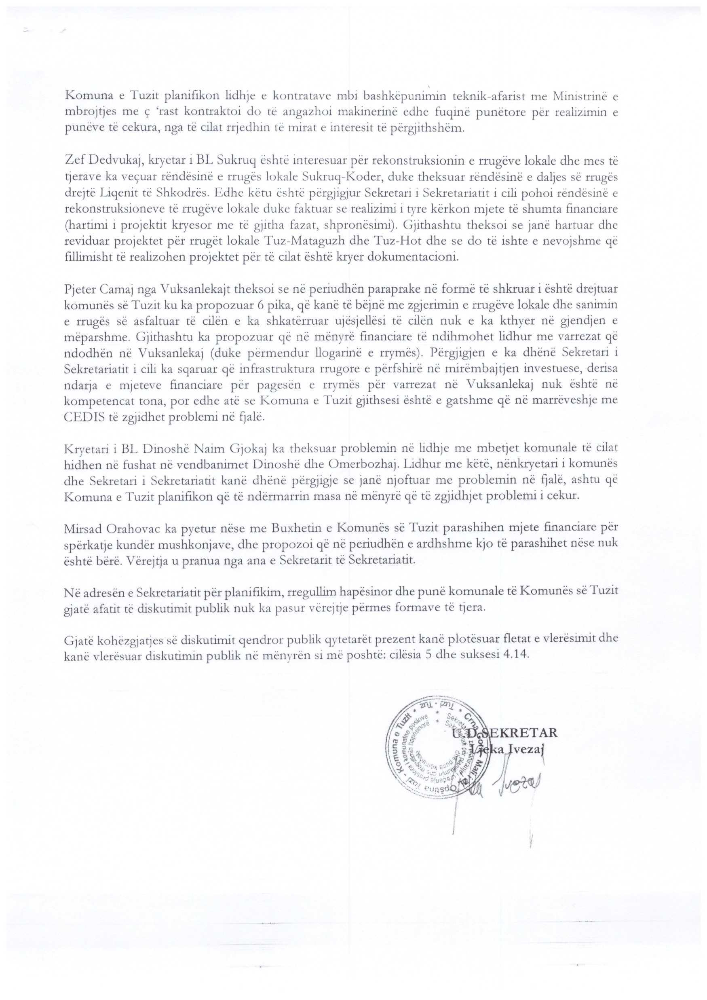 Komuna e Tuzit planifikon lidhje e kontratave mbi bashkëpunimin teknik-afarist me Ministrinë e
mbrojtjes me ç ‘rast kontraktoi do të angazhoi makinerinë edhe fuqinë punëtore për realizimin e
punëve të cekura, nga të cilat rrjedhin të mirat e interesit të përgjithshëm.
Zef Dedvukaj, kryetar i BL Sukruq është interesuar për rekonstruksionin e rrugëve lokale dhe mes të
tjerave ka veçuar rëndësinë e rrugës lokale Sukruq-Koder, duke theksuar rëndësinë e daljes së rrugës
drejtë Liqenit të Shkodrës. Edhe këtu është përgjigjur Sekretari i Sekretariatit i cili pohoi rëndësinë e
rekonstruksioneve të rrugëve lokale duke faktuar se realizimi i tyre kërkon mjete të shumta financiare
(hartimi i projektit kryesor me të gjitha fazat, shpronësimi). Gjithashtu theksoi se janë hartuar dhe
reviduar projektet për rrugët lokale Tuz-Mataguzh dhe Tuz-Hot dhe se do të ishte e nevojshme që
fillimisht të realizohen projektet për të cilat është kryer dokumentacioni.
Pjeter Camaj nga Vuksanlekajt theksoi se në periudhën paraprake në formë të shkruar i është drejtuar
komunës së Tuzit ku ka propozuar 6 pika, që kanë të bëjnë me zgjerimin e rrugëve lokale dhe sanimin
e rrugës së asfaltuar të cilën e ka shkatërruar ujësjellësi të cilën nuk e ka kthyer në gjendjen e
mëparshme. Gjithashtu ka propozuar që në mënyrë financiare të ndihmohet lidhur me varrezat që
ndodhën në Vuksanlekaj (duke përmendur llogarinë e rrymës). Përgjigjen e ka dhënë Sekretari i
Sekretariatit i cili ka sqaruar që infrastruktura rrugore e përfshirë në mirëmbajtjen investuese, derisa
ndarja e mjeteve financiare për pagesën e rrymës për varrezat në Vuksanlekaj nuk është në
kompetencat tona, por edhe atë se Komuna e Tuzit gjithsesi është e gatshme që në marrëveshje me
CEDIS të zgjidhet problemi në fjalë.
Kryetari i BL Dinoshë Naim Gjokaj ka theksuar problemin në lidhje me mbetjet komunale të cilat
hidhen në fushat në vendbanimet Dinoshë dhe Omerbozhaj. Lidhur me këtë, nënkryetari i komunës
dhe Sekretari i Sekretariatit kanë dhënë përgjigje se janë njoftuar me problemin në fjalë, ashtu që
Komuna e Tuzit planifikon që të ndërmarrin masa në mënyrë që të zgjidhjet problemi i cekur.
Mirsad Orahovac ka pyetur nëse me Buxhetin e Komunës së Tuzit parashihen mjete financiare për
spërkatje kundër mushkonjave, dhe propozoi që në periudhën e ardhshme kjo të parashihet nëse nuk
është bërë. Vërejtja u pranua nga ana e Sekretarit të Sekretariatit.
Në adresën e Sekretariatit për planifikim, rregullim hapësinor dhe punë komunale të Komunës së Tuzit
gjatë afatit të diskutimit publik nuk ka pasur vërejtje përmes formave të tjera.
Gjatë kohëzgjatjes së diskutimit qendror publik qytetarët prezent kanë plotësuar fletat e vlerësimit dhe
kanë vlerësuar diskutimin publik në mënyrën si më poshtë: cilësia 5 dhe suksesi 4.14.
U.D.SEKRETAR
Ljeka Ivezaj
Crna Gora - Mali i Zi
Opština Tuzi - Komuna e Tuzit * Tuzi - Tuz *